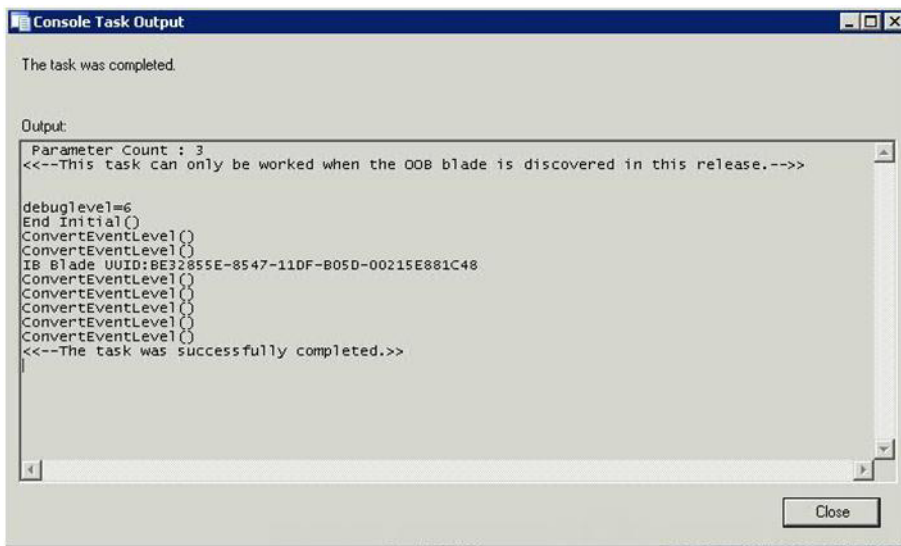 Console Task Output
The task was completed.
Output:
Parameter Count : 3
<<--This task can only be worked when the OOB blade is discovered in this release.-->>
debuglevel=6
End Initial()
ConvertEventLevel()
ConvertEventLevel()
IB Blade UUID:BE32855E-8547-11DF-B05D-00215E881C48
ConvertEventLevel()
ConvertEventLevel()
ConvertEventLevel()
ConvertEventLevel()
ConvertEventLevel()
<<--The task was successfully completed.>>
Close